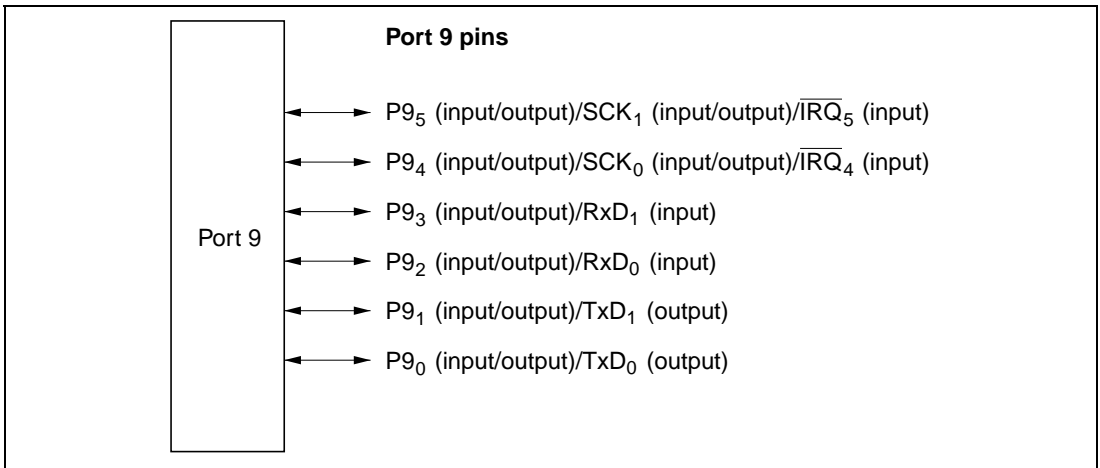 Port 9 pins
P9₅ (input/output)/SCK₁ (input/output)/I̅R̅Q̅₅ (input)
P9₄ (input/output)/SCK₀ (input/output)/I̅R̅Q̅₄ (input)
P9₃ (input/output)/RxD₁ (input)
Port 9
P9₂ (input/output)/RxD₀ (input)
P9₁ (input/output)/TxD₁ (output)
P9₀ (input/output)/TxD₀ (output)